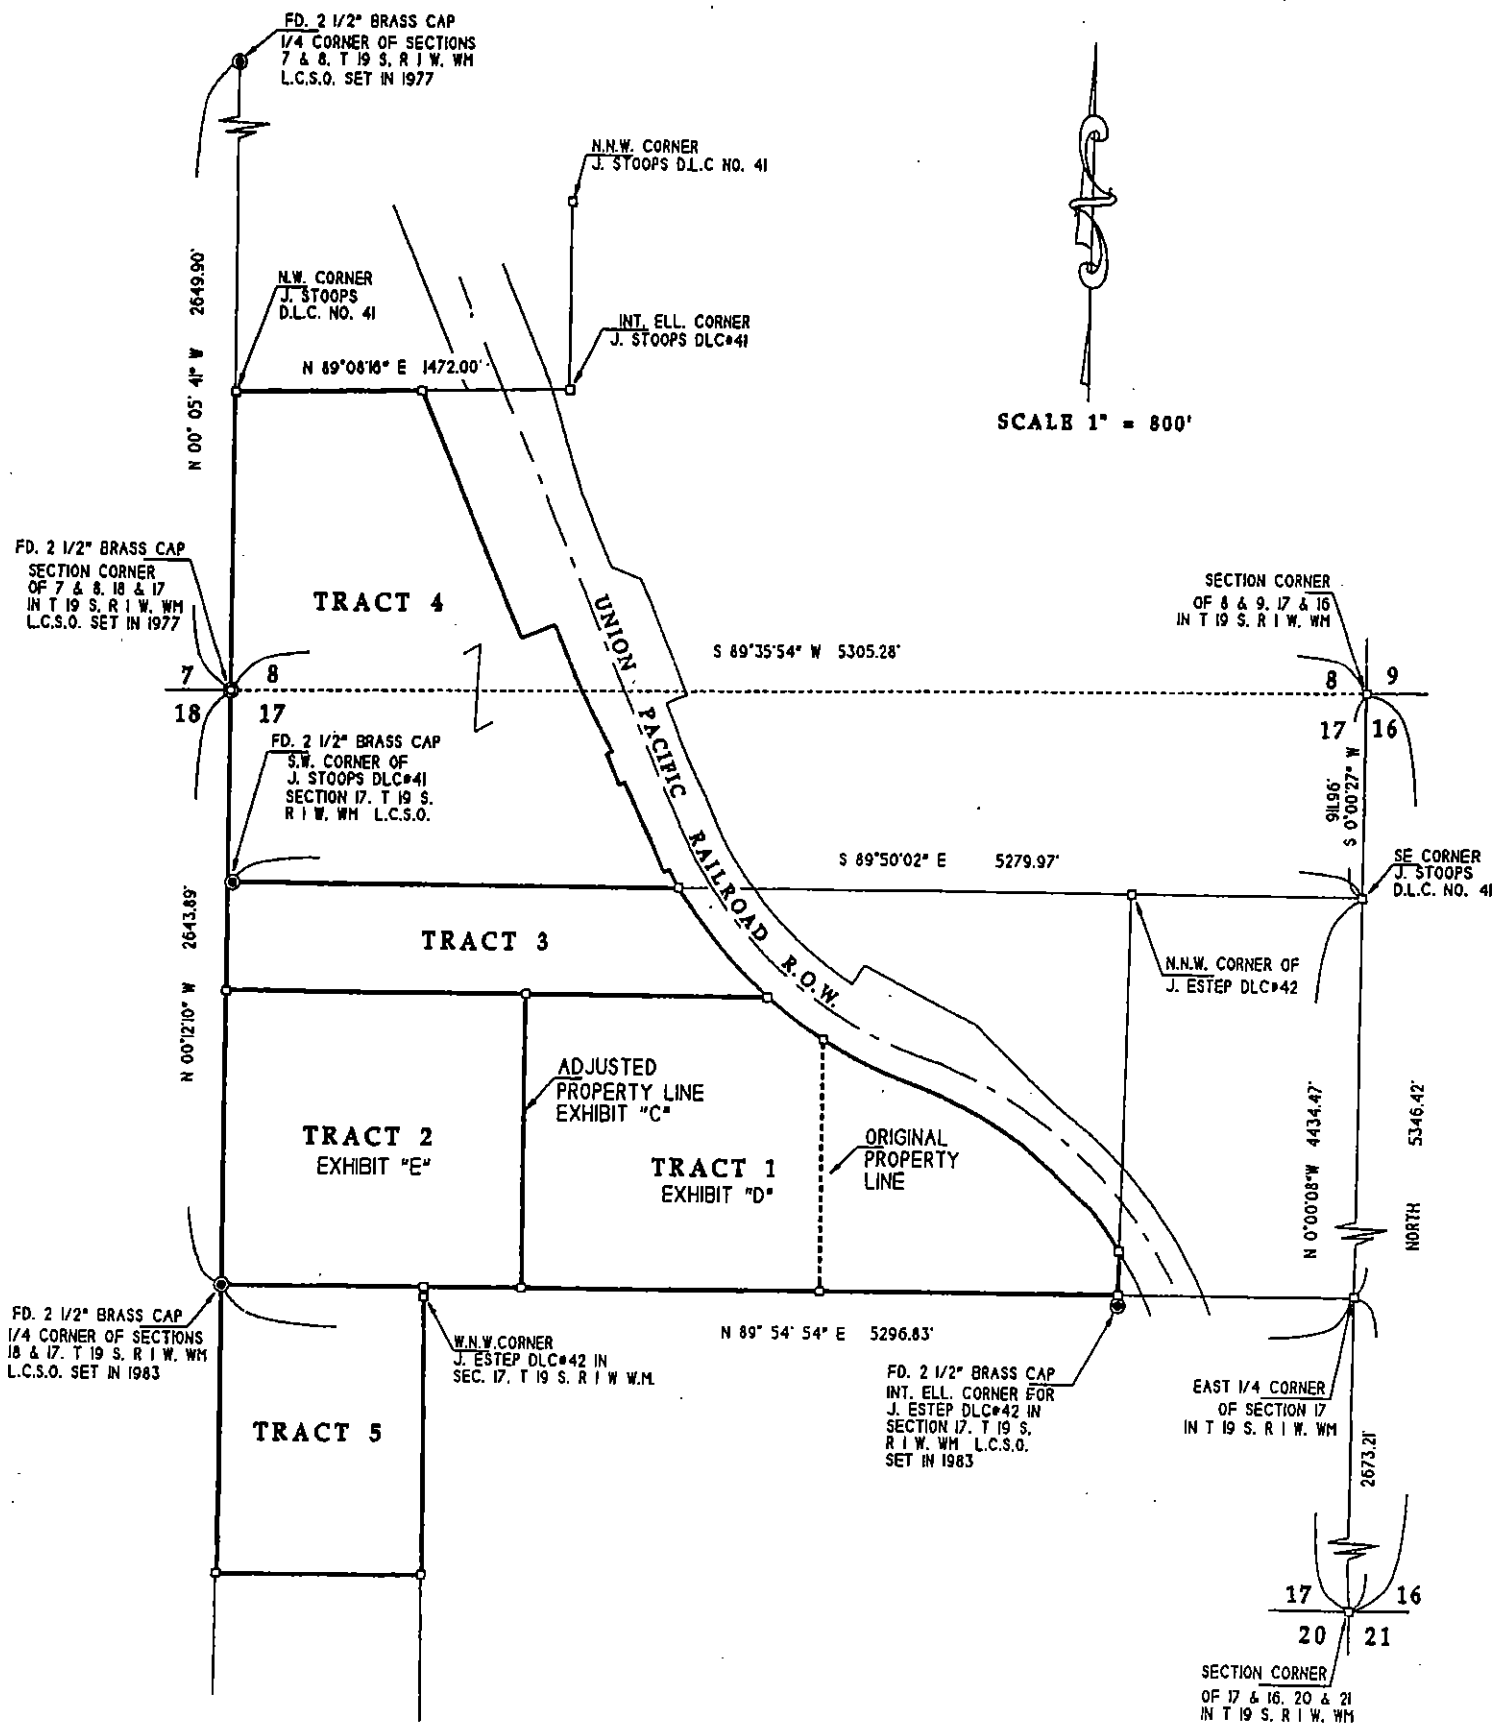 FD. 2 1/2" BRASS CAP
1/4 CORNER OF SECTIONS
7 & 8, T 19 S, R 1 W, WM
L.C.S.O. SET IN 1977
N.N.W. CORNER
J. STOOPS D.L.C NO. 41
N.W. CORNER
J. STOOPS
D.L.C. NO. 41
INT. ELL. CORNER
J. STOOPS DLC#41
N 89°08'16" E 1472.00'
N 00° 05' 41" W 2649.90'
SCALE 1" = 800'
FD. 2 1/2" BRASS CAP
SECTION CORNER
OF 7 & 8, 18 & 17
IN T 19 S, R 1 W, WM
L.C.S.O. SET IN 1977
TRACT 4
UNION PACIFIC RAILROAD R.O.W.
S 89°35'54" W 5305.28'
SECTION CORNER
OF 8 & 9, 17 & 16
IN T 19 S, R 1 W, WM
7 8
18 17
8 9
17 16
FD. 2 1/2" BRASS CAP
S.W. CORNER OF
J. STOOPS DLC#41
SECTION 17, T 19 S,
R 1 W, WM L.C.S.O.
911.96'
S 0°00'27" W
S 89°50'02" E 5279.97'
SE CORNER
J. STOOPS
D.L.C. NO. 41
TRACT 3
N.N.W. CORNER OF
J. ESTEP DLC#42
N 00°12'10" W 2643.89'
ADJUSTED
PROPERTY LINE
EXHIBIT "C"
TRACT 2
EXHIBIT "E"
TRACT 1
EXHIBIT "D"
ORIGINAL
PROPERTY
LINE
N 0°00'08"W 4434.47'
NORTH 5346.42'
FD. 2 1/2" BRASS CAP
1/4 CORNER OF SECTIONS
18 & 17, T 19 S, R 1 W, WM
L.C.S.O. SET IN 1983
W.N.W.CORNER
J. ESTEP DLC#42 IN
SEC. 17, T 19 S, R 1 W W.M.
N 89° 54' 54" E 5296.83'
FD. 2 1/2" BRASS CAP
INT. ELL. CORNER FOR
J. ESTEP DLC#42 IN
SECTION 17, T 19 S,
R 1 W, WM L.C.S.O.
SET IN 1983
EAST 1/4 CORNER
OF SECTION 17
IN T 19 S, R 1 W, WM
TRACT 5
2673.21'
17 16
20 21
SECTION CORNER
OF 17 & 16, 20 & 21
IN T 19 S, R 1 W, WM